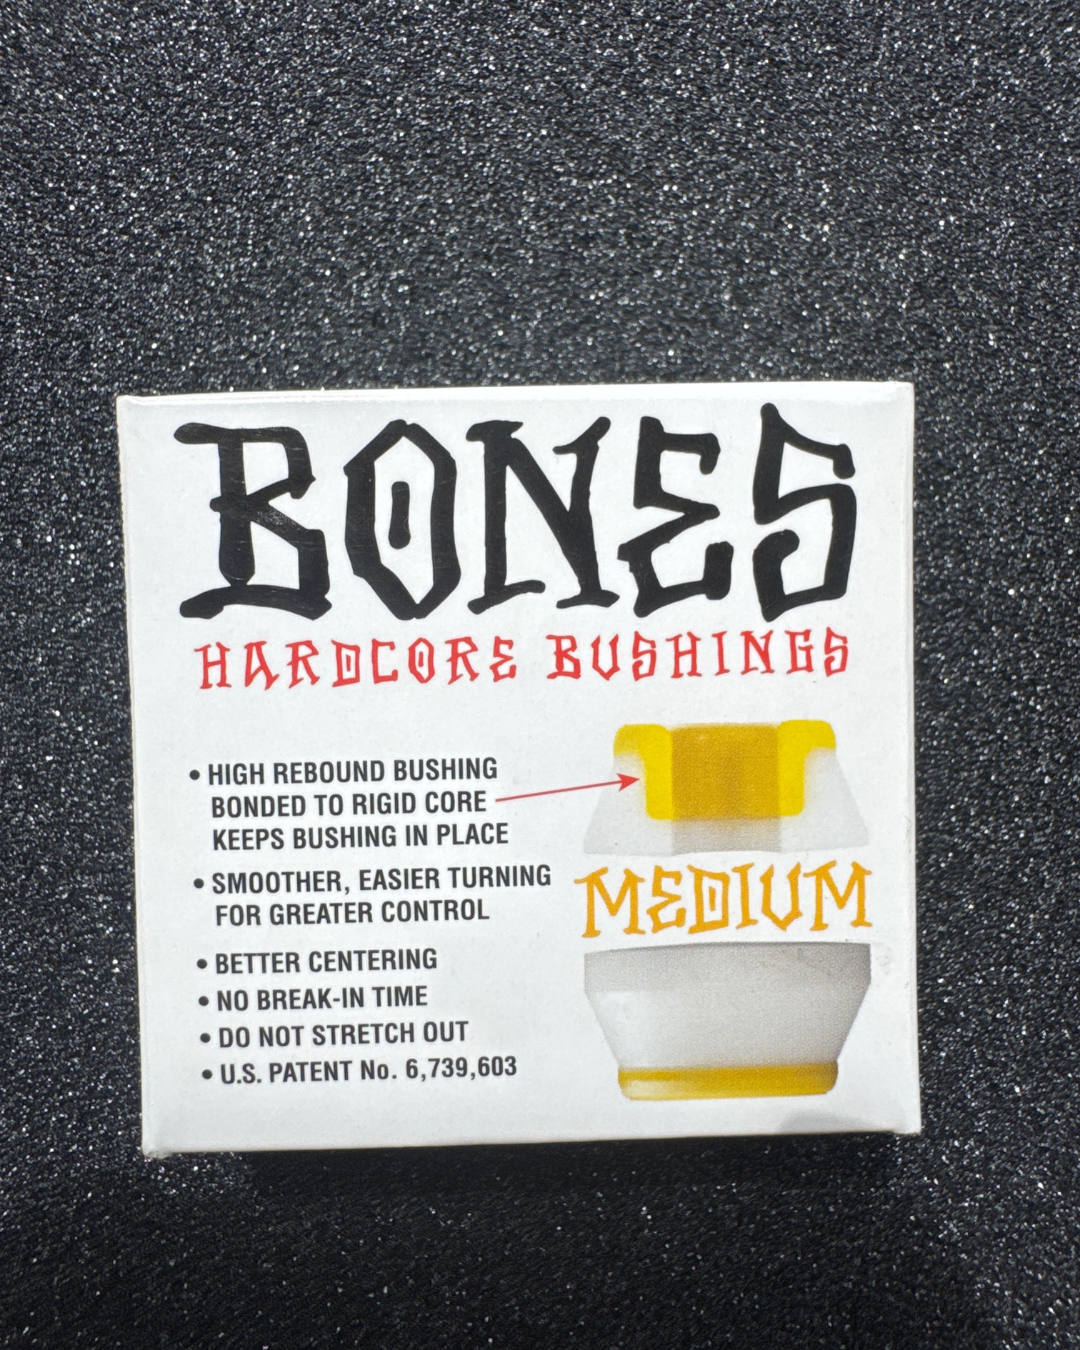 BONES
HARDCORE BUSHINGS
• HIGH REBOUND BUSHING
BONDED TO RIGID CORE
KEEPS BUSHING IN PLACE
• SMOOTHER, EASIER TURNING
FOR GREATER CONTROL
• BETTER CENTERING
• NO BREAK-IN TIME
• DO NOT STRETCH OUT
• U.S. PATENT No. 6,739,603
MEDIUM